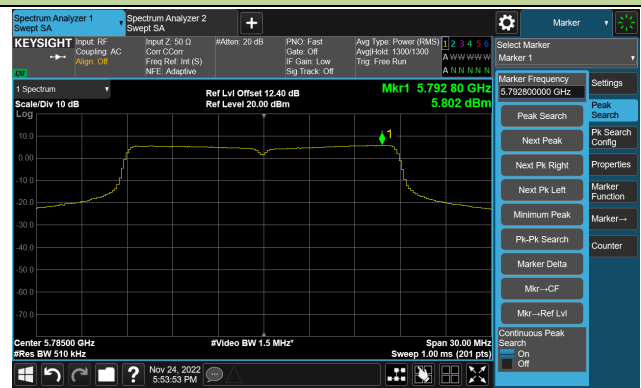 Spectrum Analyzer 1
Swept SA
Spectrum Analyzer 2
Swept SA
Marker
KEYSIGHT
Input: RF
Coupling: AC
Align: Off
Input Z: 50 Ω
Corr CCorr
Freq Ref: Int (S)
NFE: Adaptive
#Atten: 20 dB
PNO: Fast
Gate: Off
IF Gain: Low
Sig Track: Off
Avg Type: Power (RMS)
Avg|Hold: 1300/1300
Trig: Free Run
1 2 3 4 5 6
A W W W W W
A N N N N N
Select Marker
Marker 1
1 Spectrum
Scale/Div 10 dB
Log
Ref Lvl Offset 12.40 dB
Ref Level 20.00 dBm
Mkr1 5.792 80 GHz
5.802 dBm
1
10.0
0.00
-10.0
-20.0
-30.0
-40.0
-50.0
-60.0
-70.0
Center 5.78500 GHz
#Res BW 510 kHz
#Video BW 1.5 MHz*
Span 30.00 MHz
Sweep 1.00 ms (201 pts)
Marker Frequency
5.792800000 GHz
Peak Search
Next Peak
Next Pk Right
Next Pk Left
Minimum Peak
Pk-Pk Search
Marker Delta
Mkr→CF
Mkr→Ref Lvl
Continuous Peak
Search
On
Off
Settings
Peak
Search
Pk Search
Config
Properties
Marker
Function
Marker→
Counter
?
Nov 24, 2022
5:53:53 PM